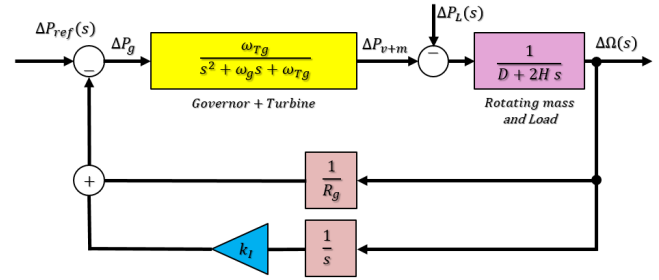 ΔP_ref(s)
−
ΔP_g
ω_Tg / (s² + ω_g s + ω_Tg)
Governor + Turbine
ΔP_v+m
ΔP_L(s)
−
1 / (D + 2H s)
Rotating mass
and Load
ΔΩ(s)
+
1 / R_g
k_I
1 / s